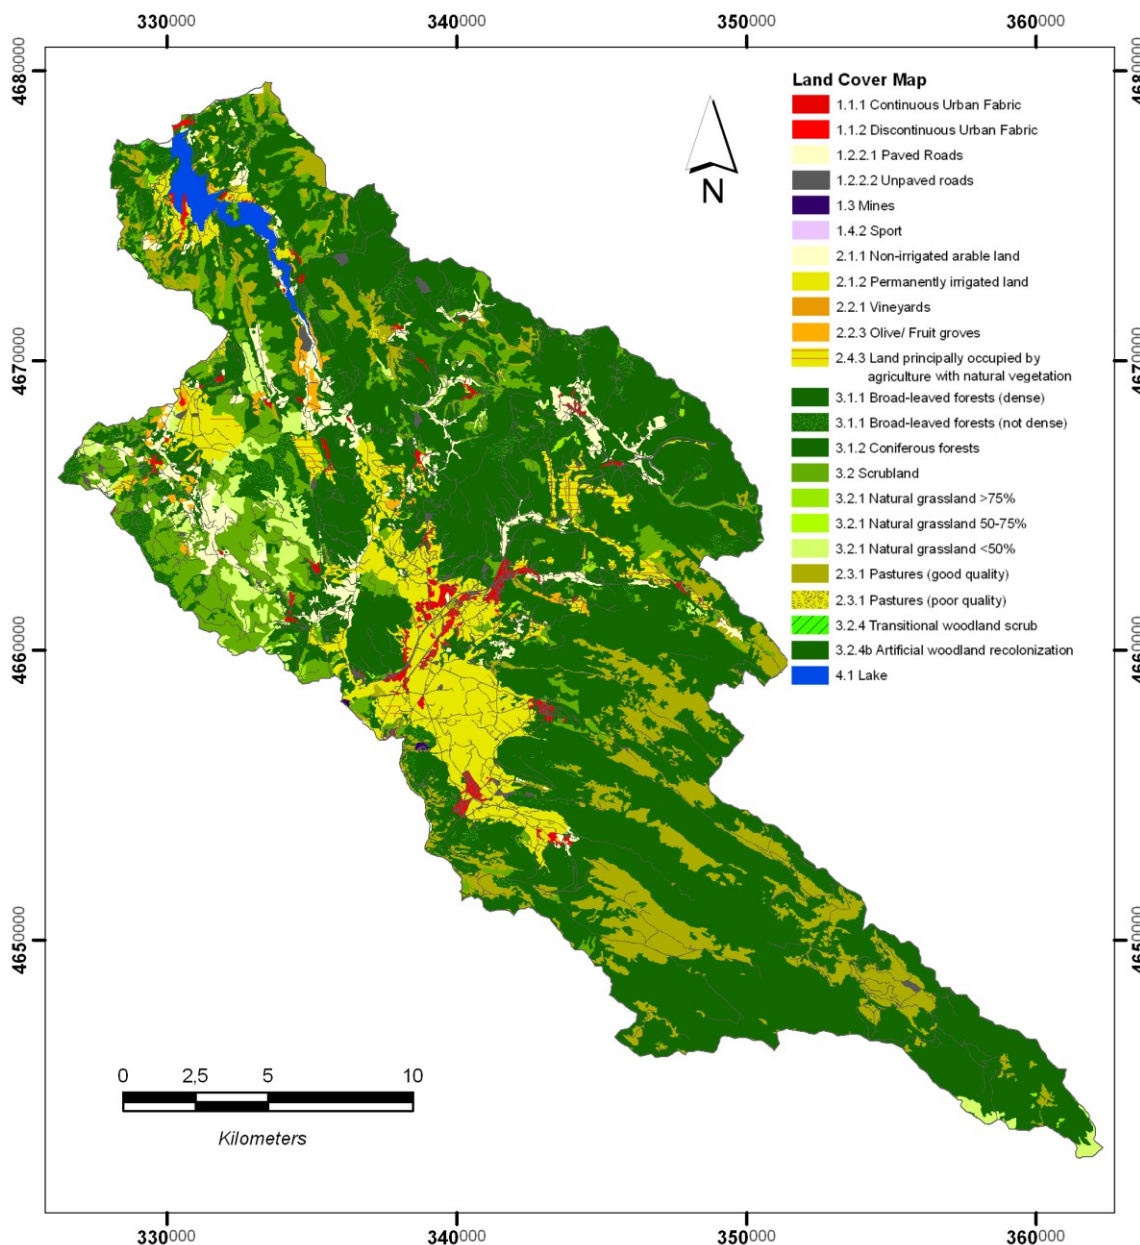 330000 340000 350000 360000
4680000 4680000
Land Cover Map
1.1.1 Continuous Urban Fabric
1.1.2 Discontinuous Urban Fabric
1.2.2.1 Paved Roads
1.2.2.2 Unpaved roads
1.3 Mines
1.4.2 Sport
2.1.1 Non-irrigated arable land
2.1.2 Permanently irrigated land
2.2.1 Vineyards
2.2.3 Olive/ Fruit groves
2.4.3 Land principally occupied by
agriculture with natural vegetation
3.1.1 Broad-leaved forests (dense)
3.1.1 Broad-leaved forests (not dense)
3.1.2 Coniferous forests
3.2 Scrubland
3.2.1 Natural grassland >75%
3.2.1 Natural grassland 50-75%
3.2.1 Natural grassland <50%
2.3.1 Pastures (good quality)
2.3.1 Pastures (poor quality)
3.2.4 Transitional woodland scrub
3.2.4b Artificial woodland recolonization
4.1 Lake
N
4670000 4670000
4660000 4660000
4650000 4650000
0 2,5 5 10
Kilometers
330000 340000 350000 360000